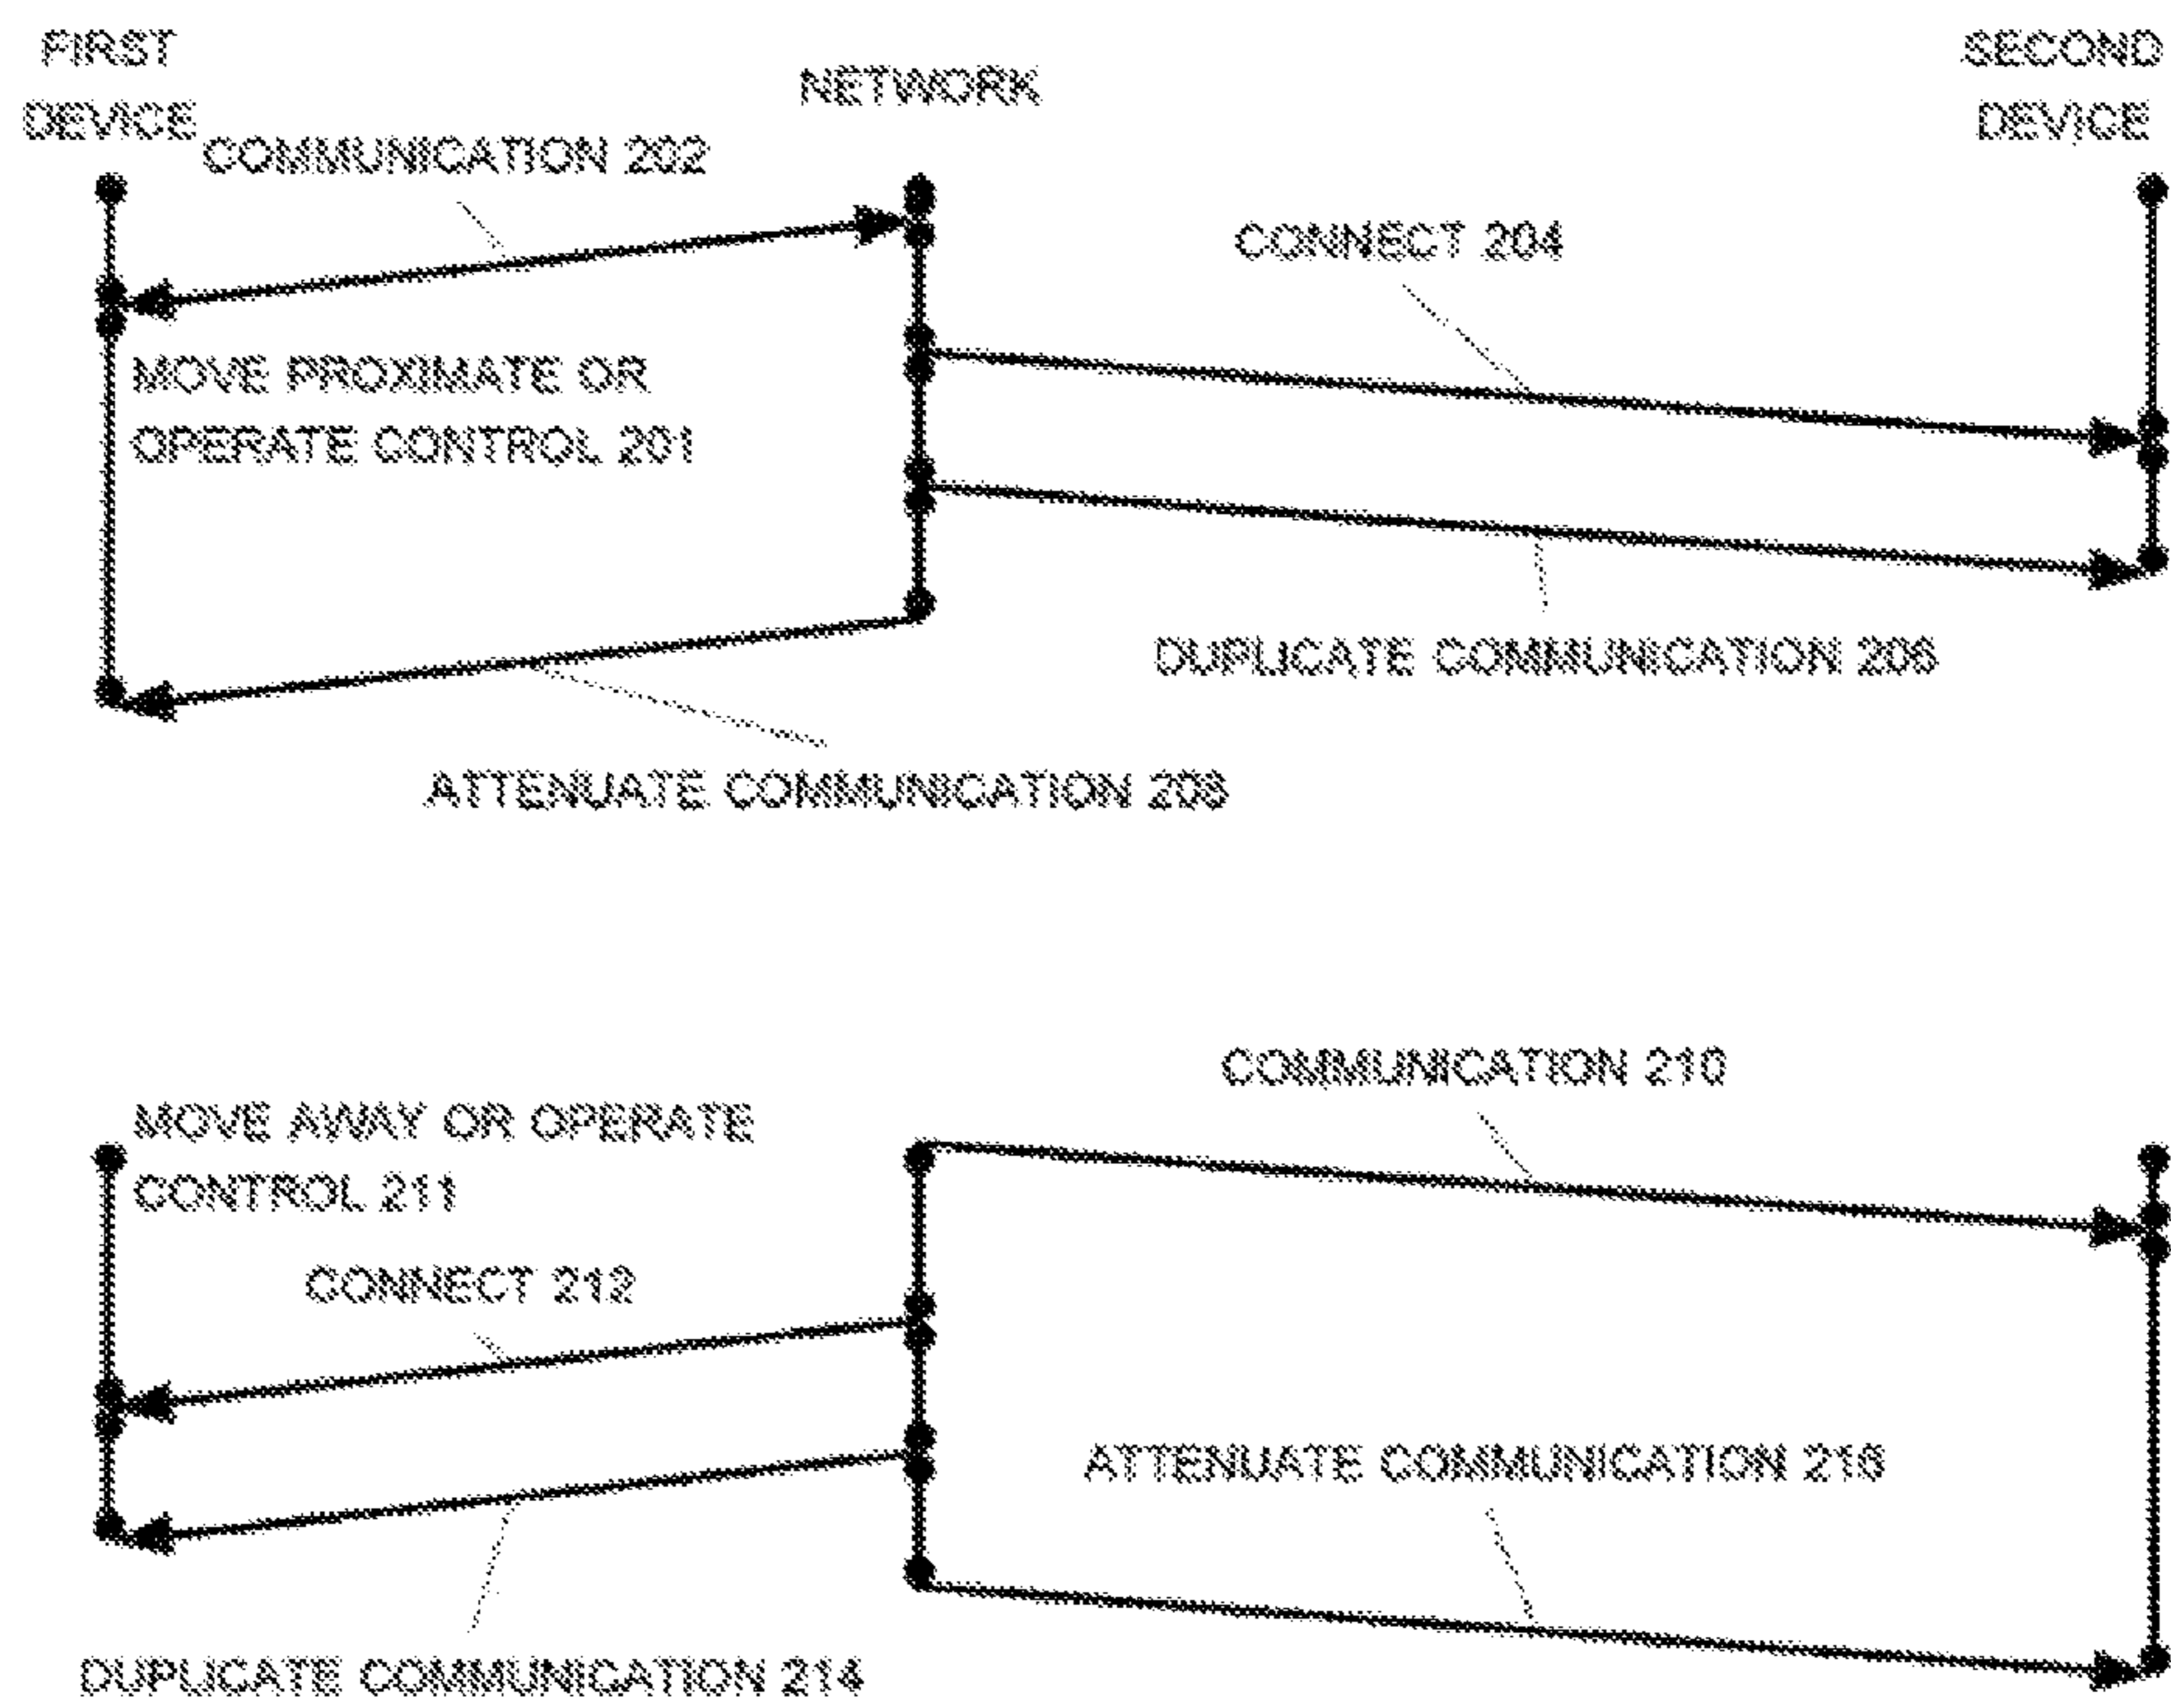 FIRST
DEVICE
NETWORK
SECOND
DEVICE
COMMUNICATION 202
CONNECT 204
MOVE PROXIMATE OR
OPERATE CONTROL 201
DUPLICATE COMMUNICATION 206
ATTENUATE COMMUNICATION 208
COMMUNICATION 210
MOVE AWAY OR OPERATE
CONTROL 211
CONNECT 212
ATTENUATE COMMUNICATION 216
DUPLICATE COMMUNICATION 214